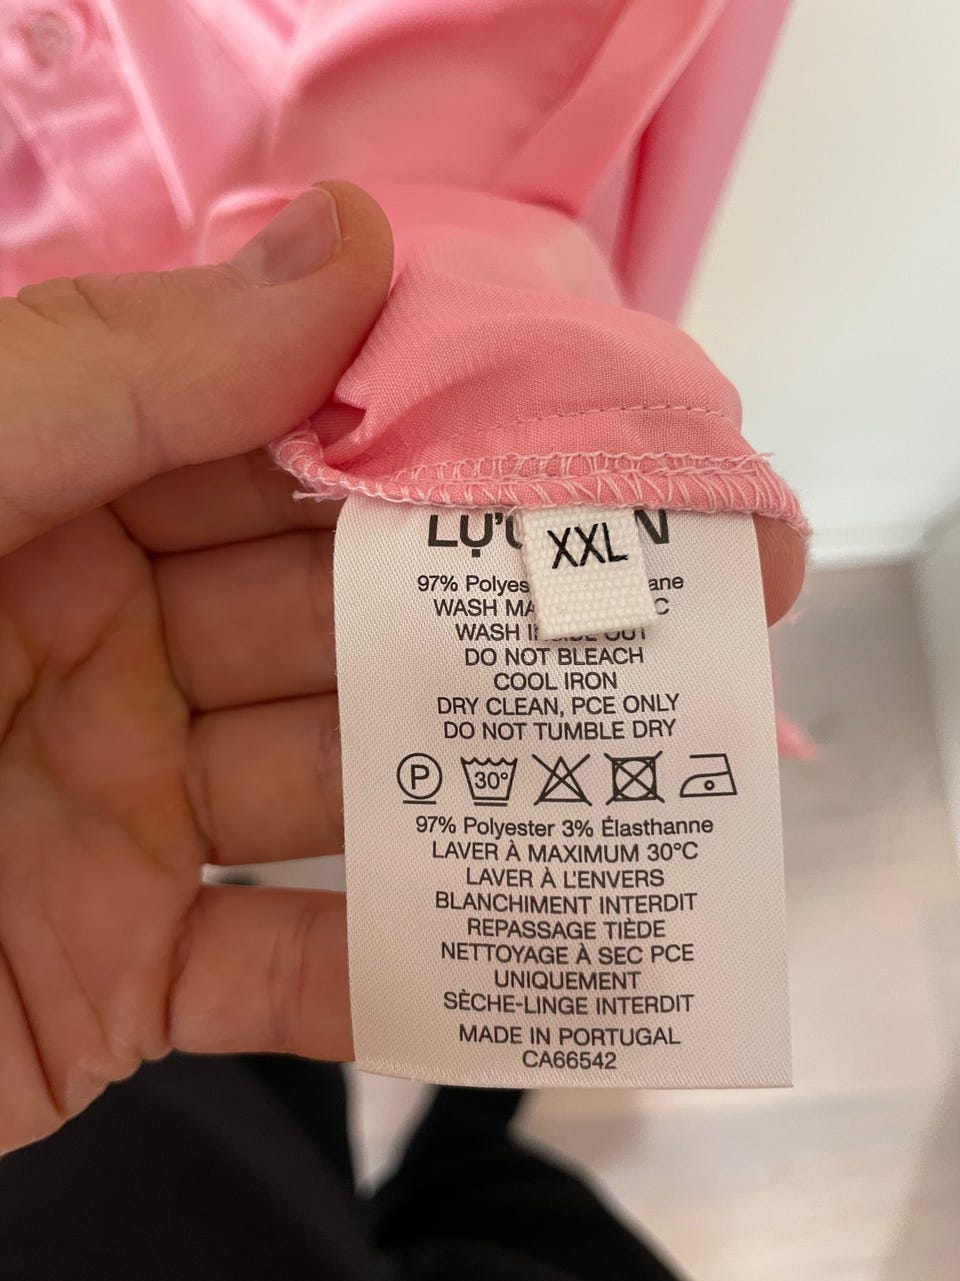 XXL
97%
WASH
WASH
DO NOT BLEACH
COOL IRON
DRY CLEAN, PCE ONLY
DO NOT TUMBLE DRY
P 30°
97% Polyester 3% Élasthanne
LAVER À MAXIMUM 30°C
LAVER À L'ENVERS
BLANCHIMENT INTERDIT
REPASSAGE TIÈDE
NETTOYAGE À SEC PCE
UNIQUEMENT
SÈCHE-LINGE INTERDIT
MADE IN PORTUGAL
CA66542